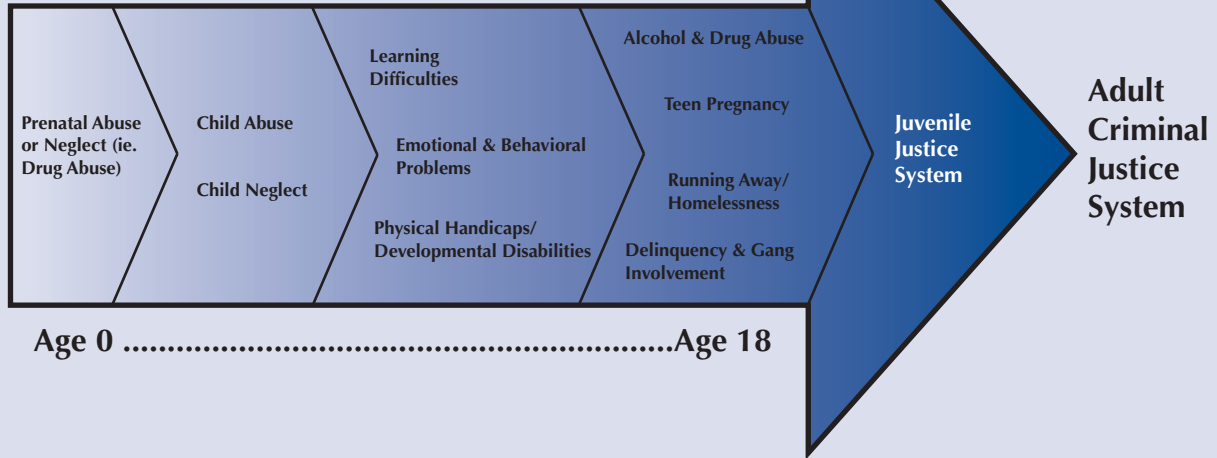 Prenatal Abuse
or Neglect (ie.
Drug Abuse)
Child Abuse
Child Neglect
Learning
Difficulties
Emotional & Behavioral
Problems
Physical Handicaps/
Developmental Disabilities
Alcohol & Drug Abuse
Teen Pregnancy
Running Away/
Homelessness
Delinquency & Gang
Involvement
Juvenile
Justice
System
Adult
Criminal
Justice
System
Age 0 ...............................................................Age 18